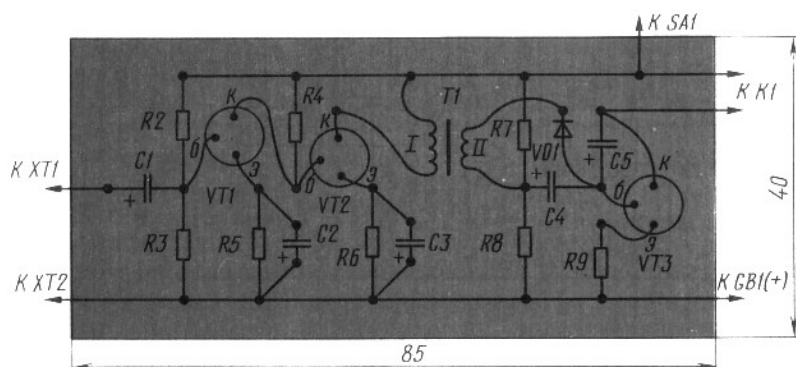 К SA1
К К1
R2
к
R4
T1
к
I
II
R7
VD1
C5
к
К XT1
C1
б
э
VT1
б
VT2
э
C4
б
э
VT3
40
R3
R5
C2
R6
C3
R8
R9
К XT2
К GB1(+)
85
+
+
+
+
+